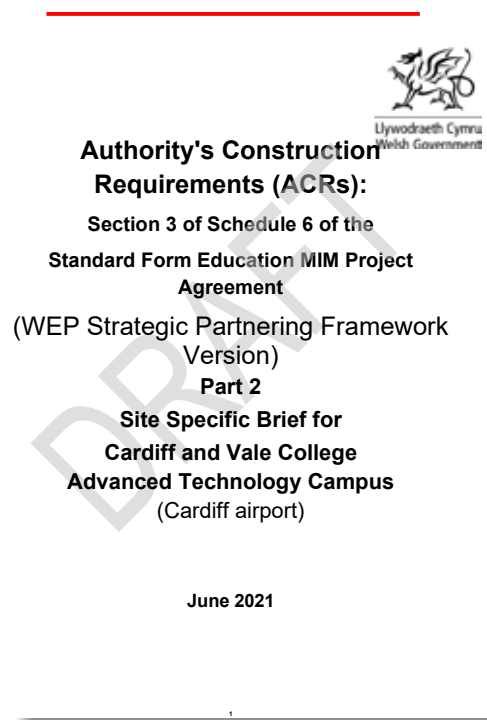 Llywodraeth Cymru
Welsh Government
Authority's Construction
Requirements (ACRs):
Section 3 of Schedule 6 of the
Standard Form Education MIM Project
Agreement
(WEP Strategic Partnering Framework
Version)
Part 2
Site Specific Brief for
Cardiff and Vale College
Advanced Technology Campus
(Cardiff airport)
DRAFT
June 2021
1